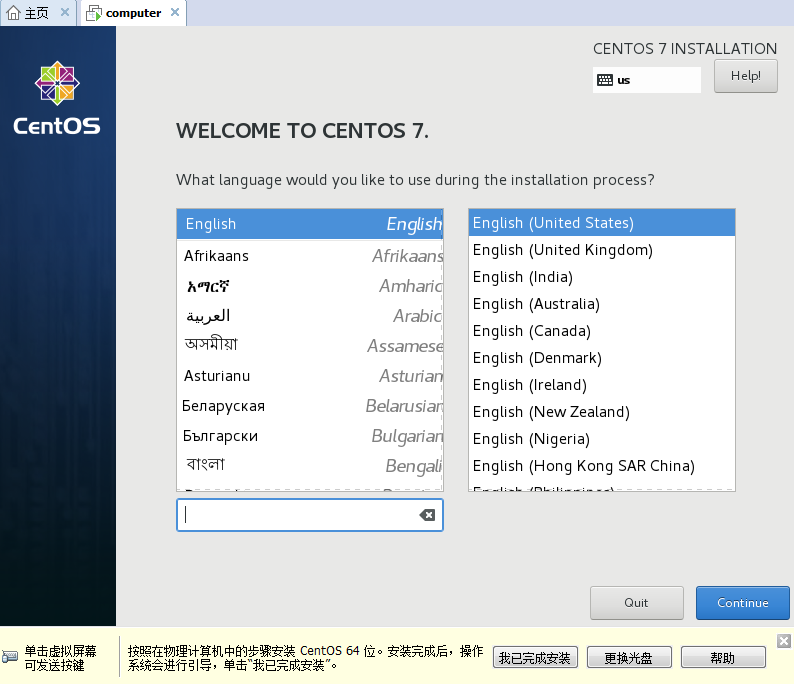 主页
computer
CentOS
CENTOS 7 INSTALLATION
us
Help!
WELCOME TO CENTOS 7.
What language would you like to use during the installation process?
English English
Afrikaans Afrikaans
አማርኛ Amharic
العربية Arabic
অসমীয়া Assamese
Asturianu Asturian
Беларуская Belarusian
Български Bulgarian
বাংলা Bengali
English (United States)
English (United Kingdom)
English (India)
English (Australia)
English (Canada)
English (Denmark)
English (Ireland)
English (New Zealand)
English (Nigeria)
English (Hong Kong SAR China)
English (Philippines)
Quit
Continue
单击虚拟屏幕
可发送按键
按照在物理计算机中的步骤安装 CentOS 64 位。安装完成后，操作
系统会进行引导，单击“我已完成安装”。
我已完成安装
更换光盘
帮助